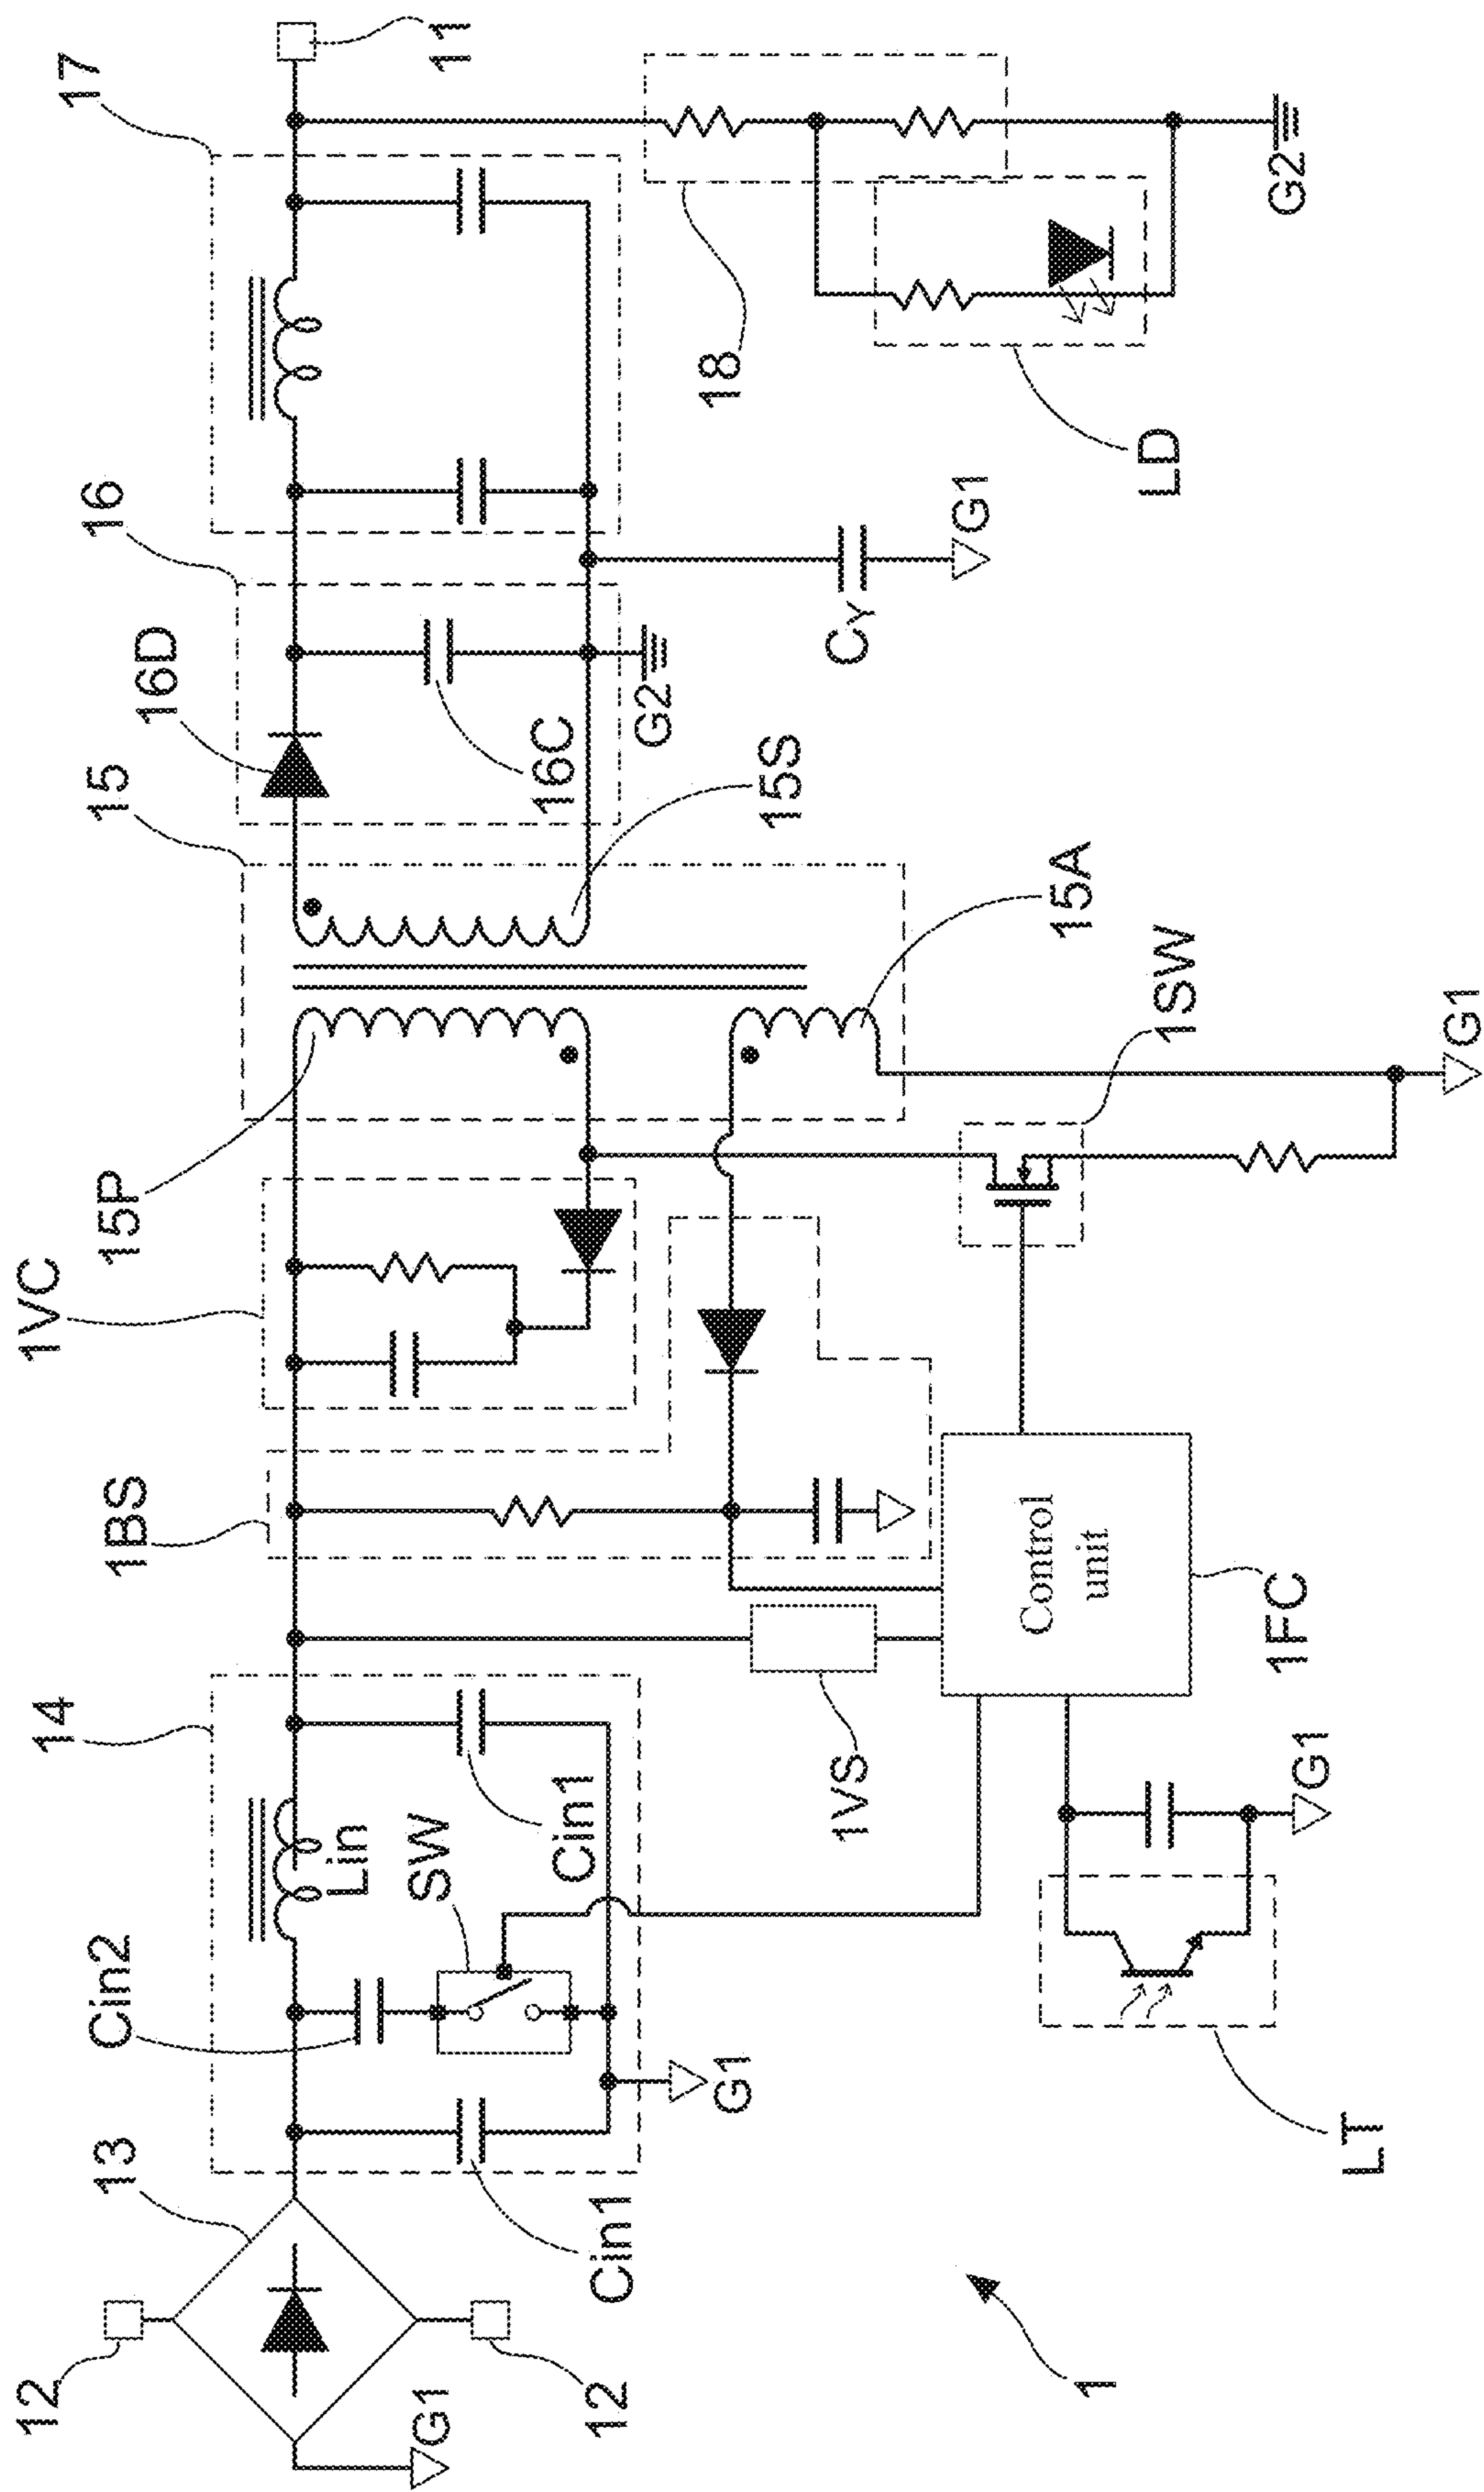 17
11
16
16D
15
16C
G2
15S
CY
G1
18
LD
G2
15P
15A
1SW
G1
1VC
1BS
Control
unit
1FC
14
Lin
Cin1
SW
Cin2
1VS
G1
G1
LT
13
Cin1
12
12
G1
1